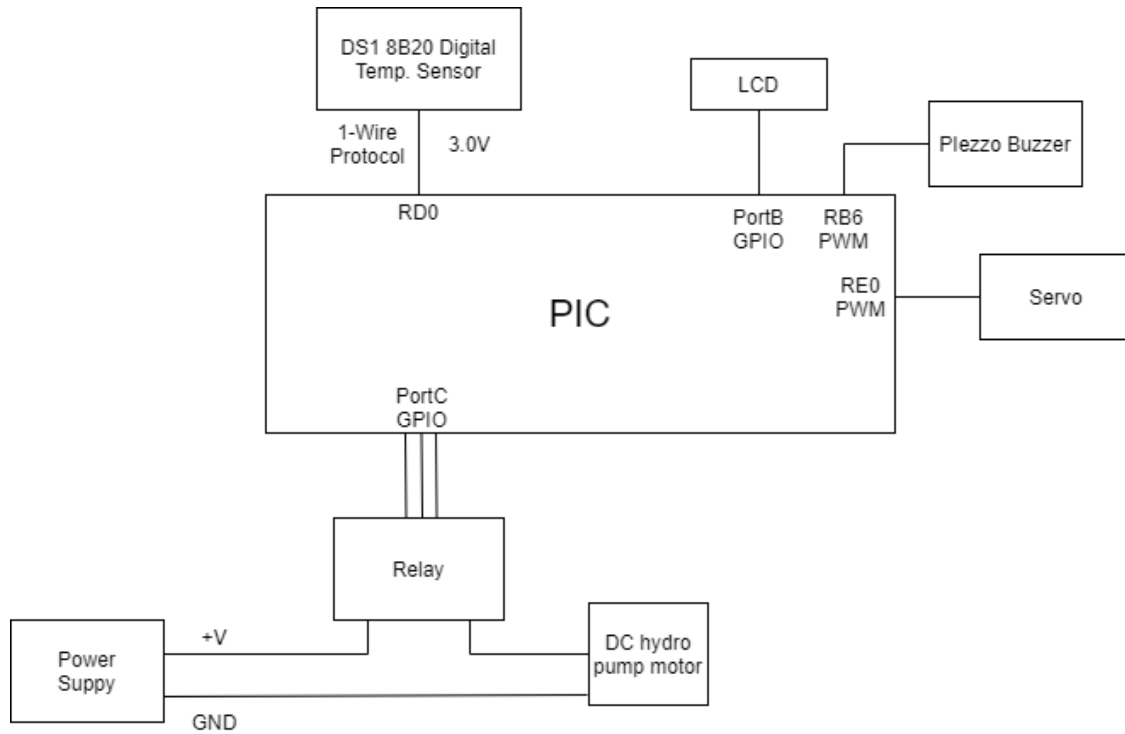 DS1 8B20 Digital
Temp. Sensor
LCD
PIezzo Buzzer
1-Wire
Protocol
3.0V
RD0
PortB
GPIO
RB6
PWM
RE0
PWM
Servo
PIC
PortC
GPIO
Relay
+V
Power
Suppy
DC hydro
pump motor
GND